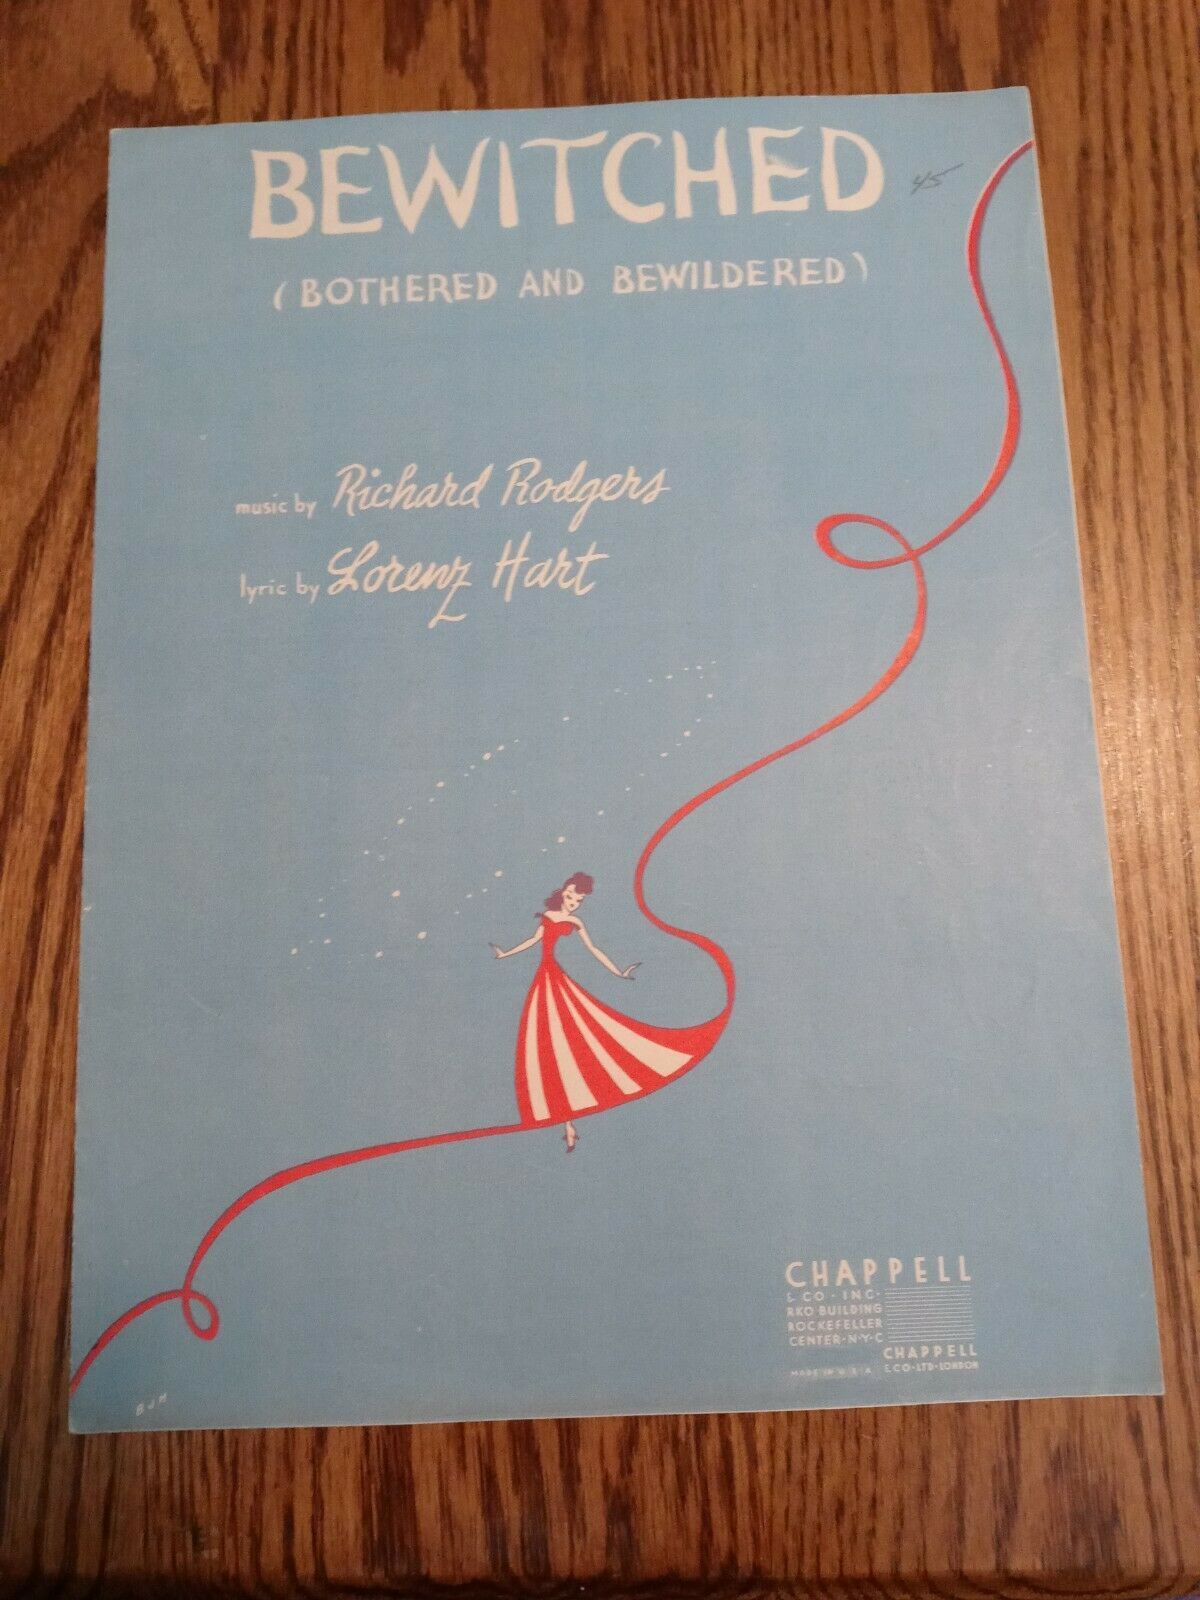 BEWITCHED
45
(BOTHERED AND BEWILDERED)
music by Richard Rodgers
lyric by Lorenz Hart
CHAPPELL
& CO · INC ·
RKO BUILDING
ROCKEFELLER
CENTER · N · Y · C
CHAPPELL
& CO · LTD · LONDON
MADE IN U.S.A.
BJH